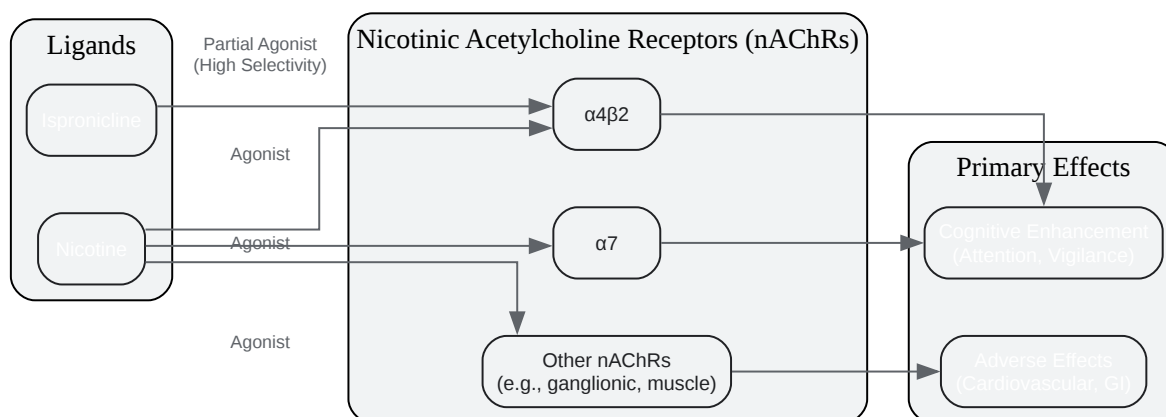 Ligands
Ispronicline
Nicotine
Partial Agonist
(High Selectivity)
Agonist
Agonist
Agonist
Nicotinic Acetylcholine Receptors (nAChRs)
α4β2
α7
Other nAChRs
(e.g., ganglionic, muscle)
Primary Effects
Cognitive Enhancement
(Attention, Vigilance)
Adverse Effects
(Cardiovascular, GI)